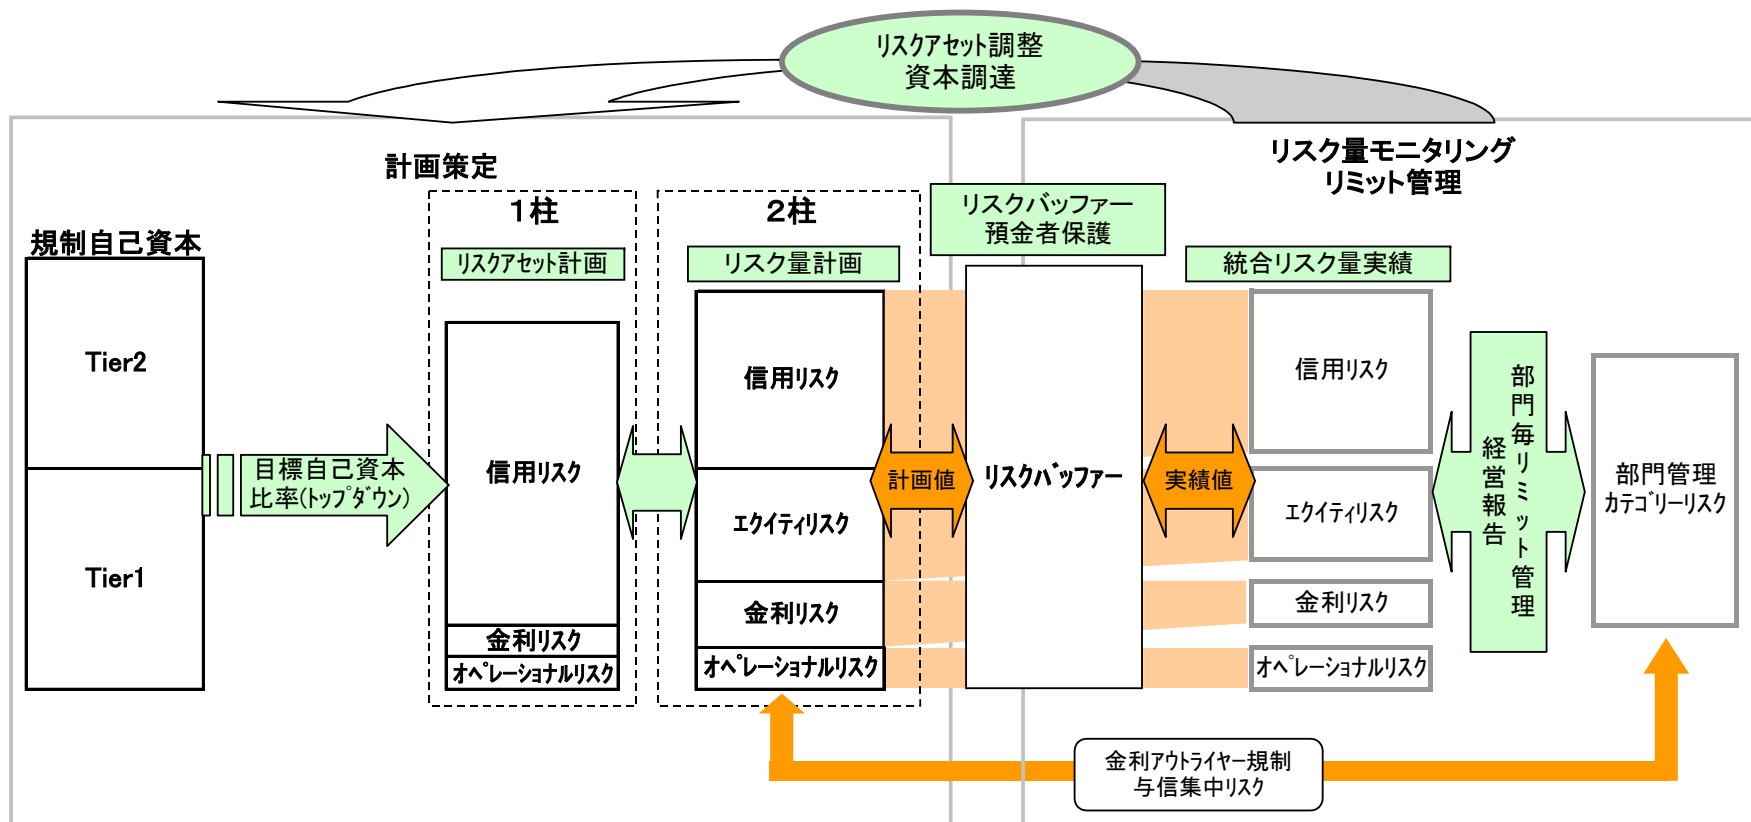 リスクアセット調整
資本調達
計画策定
リスク量モニタリング
リミット管理
1柱
2柱
リスクバッファー
預金者保護
規制自己資本
リスクアセット計画
リスク量計画
統合リスク量実績
Tier2
Tier1
目標自己資本
比率(トップダウン)
信用リスク
金利リスク
オペレーショナルリスク
信用リスク
エクイティリスク
金利リスク
オペレーショナルリスク
計画値
リスクバッファー
実績値
信用リスク
エクイティリスク
金利リスク
オペレーショナルリスク
部門毎リミット管理
経営報告
部門管理
カテゴリーリスク
金利アウトライヤー規制
与信集中リスク